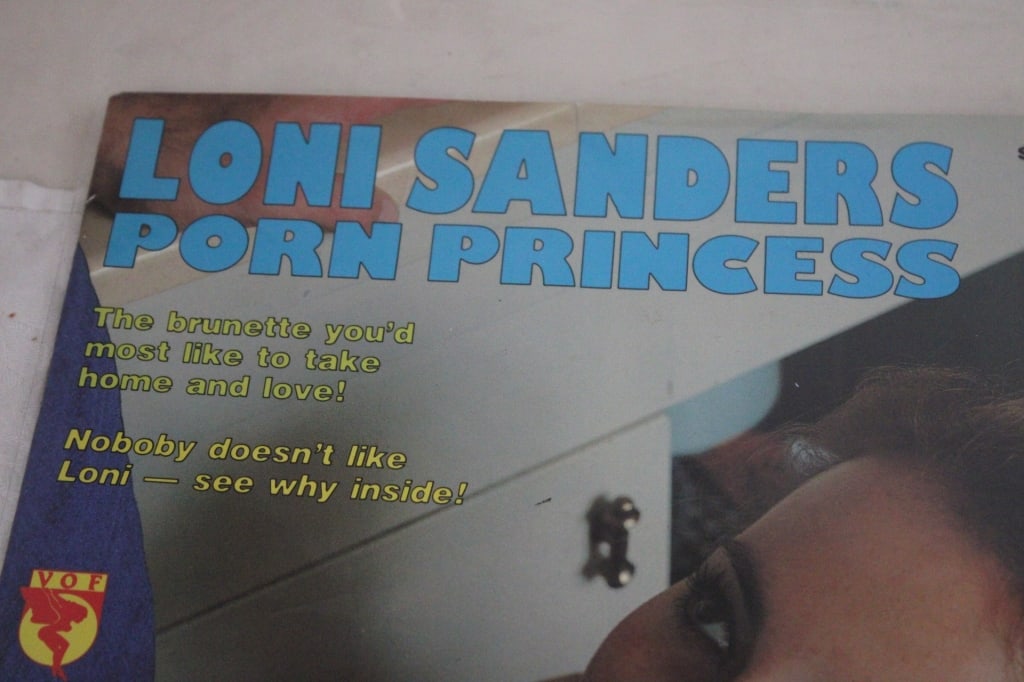 LONI SANDERS
PORN PRINCESS
The brunette you'd
most like to take
home and love!
Noboby doesn't like
Loni — see why inside!
VOF